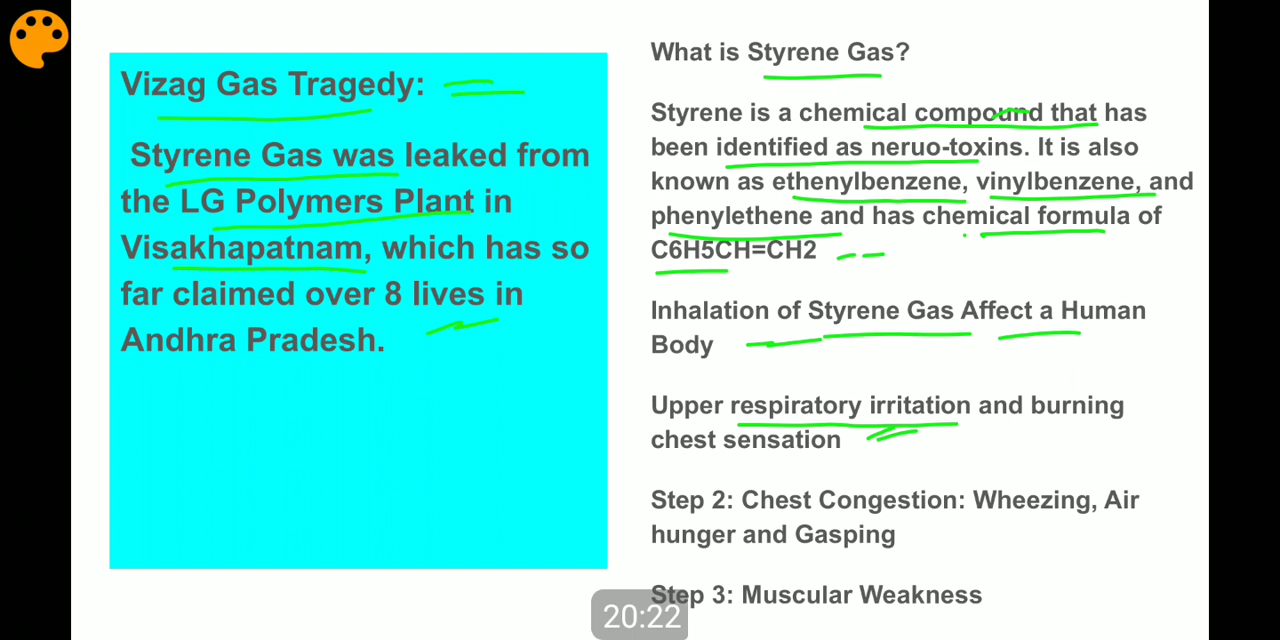 Vizag Gas Tragedy:
Styrene Gas was leaked from
the LG Polymers Plant in
Visakhapatnam, which has so
far claimed over 8 lives in
Andhra Pradesh.
What is Styrene Gas?
Styrene is a chemical compound that has
been identified as neruo-toxins. It is also
known as ethenylbenzene, vinylbenzene, and
phenylethene and has chemical formula of
C6H5CH=CH2
Inhalation of Styrene Gas Affect a Human
Body
Upper respiratory irritation and burning
chest sensation
Step 2: Chest Congestion: Wheezing, Air
hunger and Gasping
Step 3: Muscular Weakness
20:22